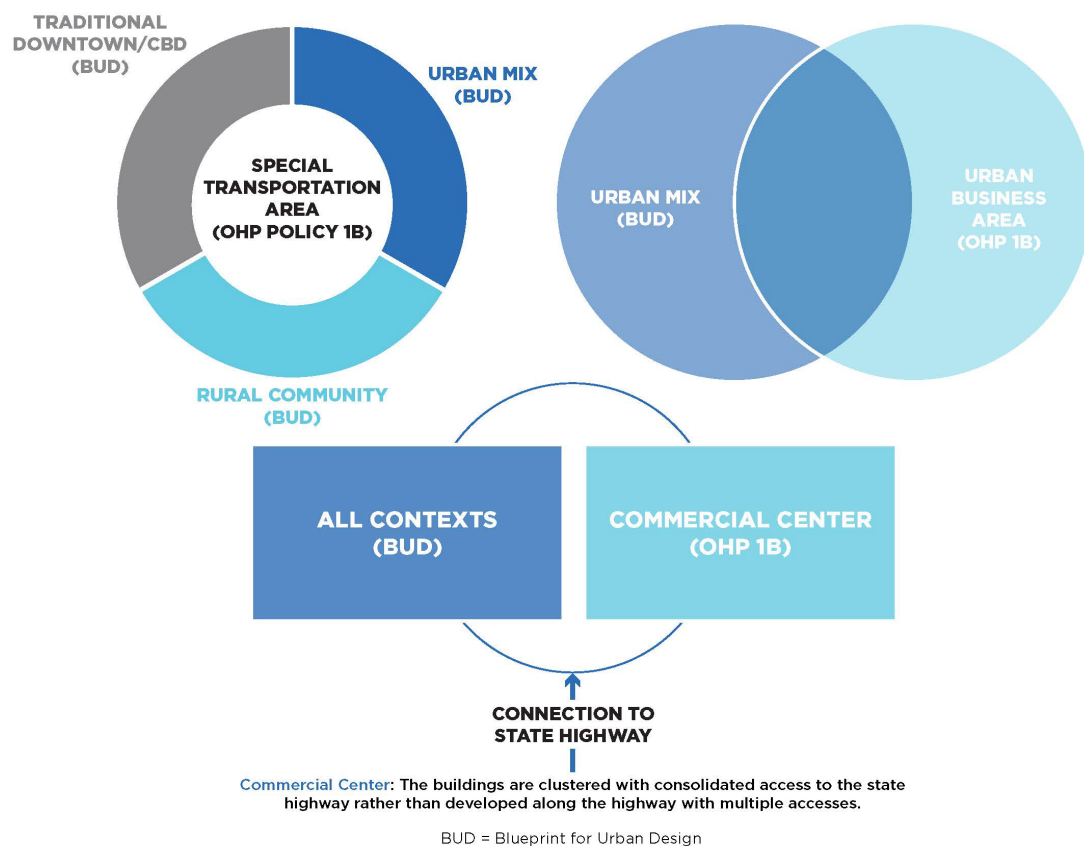 TRADITIONAL
DOWNTOWN/CBD
(BUD)
URBAN MIX
(BUD)
SPECIAL
TRANSPORTATION
AREA
(OHP POLICY 1B)
RURAL COMMUNITY
(BUD)
URBAN MIX
(BUD)
URBAN
BUSINESS
AREA
(OHP 1B)
ALL CONTEXTS
(BUD)
COMMERCIAL CENTER
(OHP 1B)
CONNECTION TO
STATE HIGHWAY
Commercial Center: The buildings are clustered with consolidated access to the state
highway rather than developed along the highway with multiple accesses.
BUD = Blueprint for Urban Design